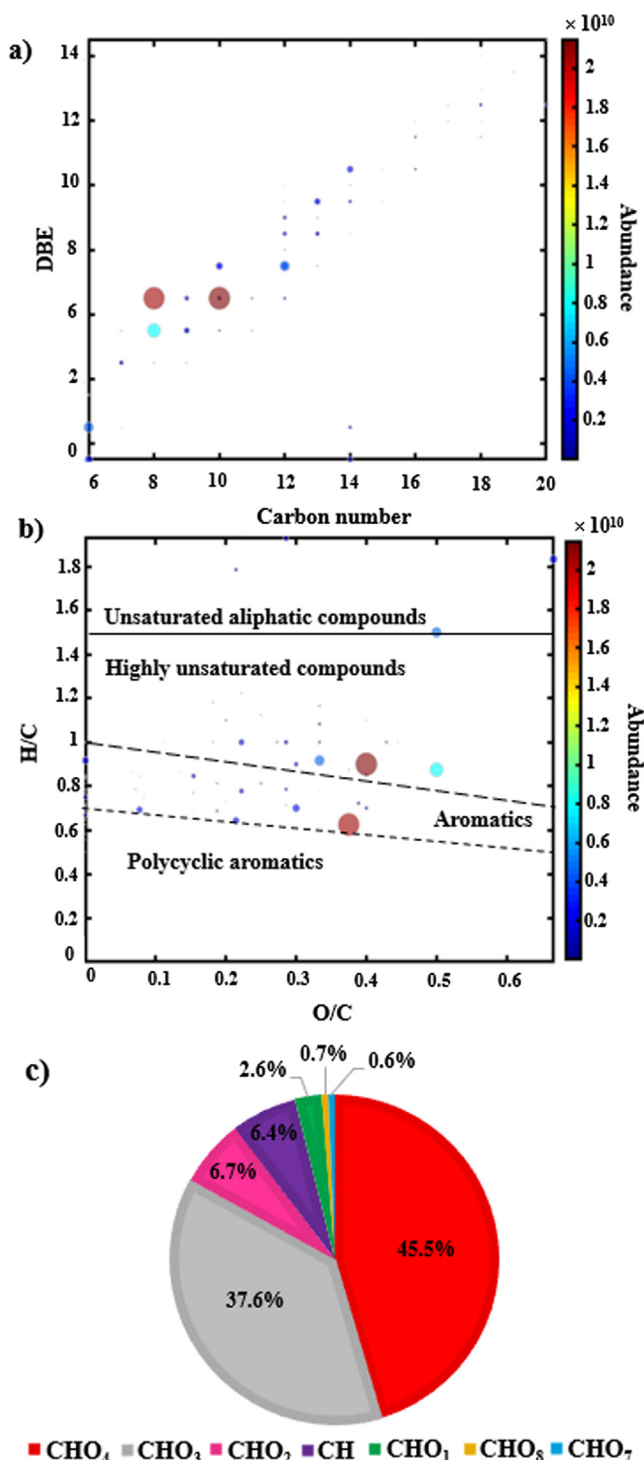 a)
× 10¹⁰
14
12
10
8
6
2
0
DBE
6 8 10 12 14 16 18 20
Carbon number
2
1.8
1.6
1.4
1.2
1
0.8
0.6
0.4
0.2
Abundance
b)
× 10¹⁰
1.8
1.6
1.4
1.2
1
0.8
0.6
0.4
0.2
0
H/C
Unsaturated aliphatic compounds
Highly unsaturated compounds
Aromatics
Polycyclic aromatics
0 0.1 0.2 0.3 0.4 0.5 0.6
O/C
2
1.8
1.6
1.4
1.2
1
0.8
0.6
0.4
0.2
Abundance
c)
0.7%
2.6% 0.6%
6.4%
6.7%
45.5%
37.6%
CHO₄ CHO₃ CHO₂ CH CHO₁ CHO₈ CHO₇